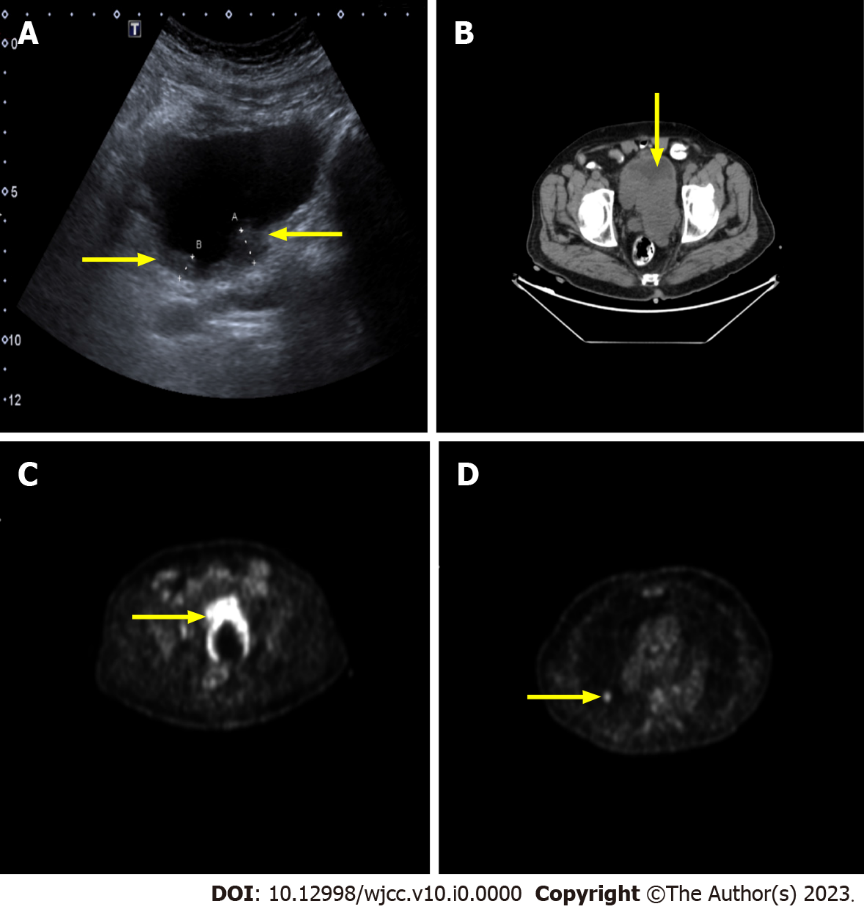 A
T
0
5
10
12
A
B
B
C
D
DOI: 10.12998/wjcc.v10.i0.0000 Copyright ©The Author(s) 2023.